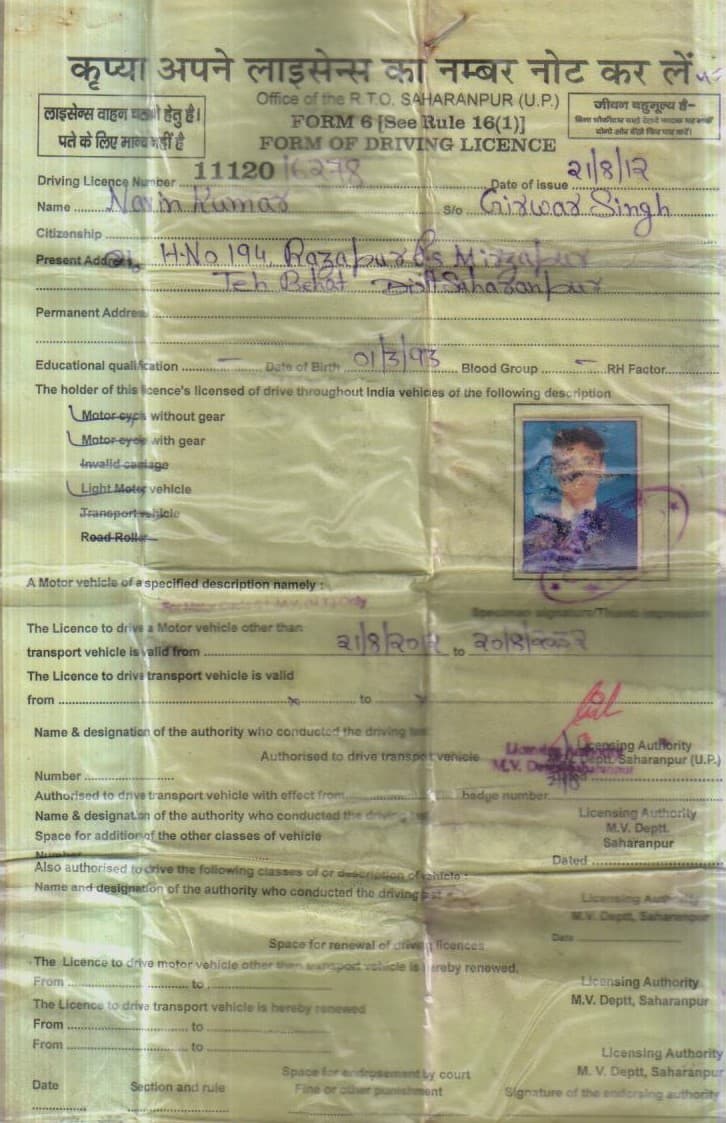 कृप्या अपने लाइसेन्स का नम्बर नोट कर लें
Office of the R.T.O. SAHARANPUR (U.P.)
लाइसेन्स वाहन चलाने हेतु है।
पते के लिए मान्य नहीं है
जीवन बहुमूल्य है-
FORM 6 [See Rule 16(1)]
FORM OF DRIVING LICENCE
Driving Licence Number 11120/6278 Date of issue 21/8/12
Name Navin Kumar S/o Girwar Singh
Citizenship
Present Address H.No 194, Razapur Ps Mirzapur
Teh Behat Distt Saharanpur
Permanent Address
Educational qualification – Date of Birth 01/3/93 Blood Group – RH Factor
The holder of this licence's licensed of drive throughout India vehicles of the following description
Motor cycle without gear
Motor cycle with gear
Invalid carriage
Light Motor vehicle
Transport vehicle
Road Roller
A Motor vehicle of a specified description namely :
The Licence to drive a Motor vehicle other than
transport vehicle is valid from 21/8/2012 to 20/8/2032
The Licence to drive transport vehicle is valid
from x to x
Name & designation of the authority who conducted the driving test
Licensing Authority
Authorised to drive transport vehicle
M.V. Deptt. Saharanpur (U.P.)
Number
Authorised to drive transport vehicle with effect from badge number
Name & designation of the authority who conducted the driving test
Licensing Authority
M.V. Deptt.
Saharanpur
Space for addition of the other classes of vehicle
Number
Dated
Also authorised to drive the following classes of or description of vehicle :
Name and designation of the authority who conducted the driving test
Licensing Authority
M.V. Deptt, Saharanpur
Date
Space for renewal of driving licences
The Licence to drive motor vehicle other then transport vehicle is hereby renewed.
From to
Licensing Authority
M.V. Deptt, Saharanpur
The Licence to drive transport vehicle is hereby renewed
From to
From to
Licensing Authority
M. V. Deptt, Saharanpur
Space for endrosement by court
Date Section and rule Fine or other punishment Signature of the endorsing authority